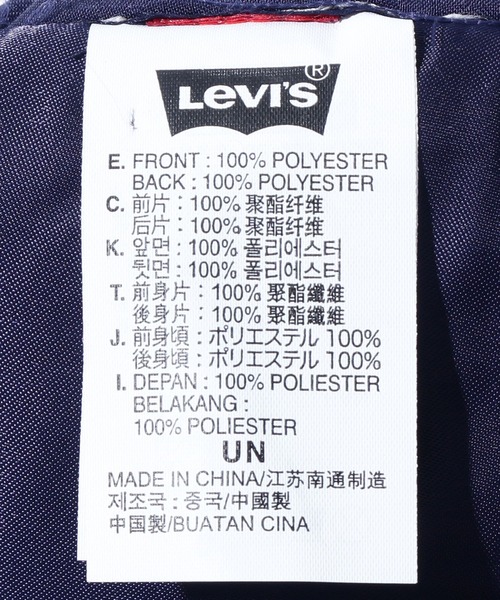 LEVI'S ®
E. FRONT : 100% POLYESTER
BACK : 100% POLYESTER
C. 前片 : 100% 聚酯纤维
后片 : 100% 聚酯纤维
K. 앞면 : 100% 폴리에스터
뒷면 : 100% 폴리에스터
T. 前身片 : 100% 聚酯纖維
後身片 : 100% 聚酯纖維
J. 前身頃 : ポリエステル 100%
後身頃 : ポリエステル 100%
I. DEPAN : 100% POLIESTER
BELAKANG :
100% POLIESTER
UN
MADE IN CHINA/江苏南通制造
제조국 : 중국/中國製
中国製/BUATAN CINA